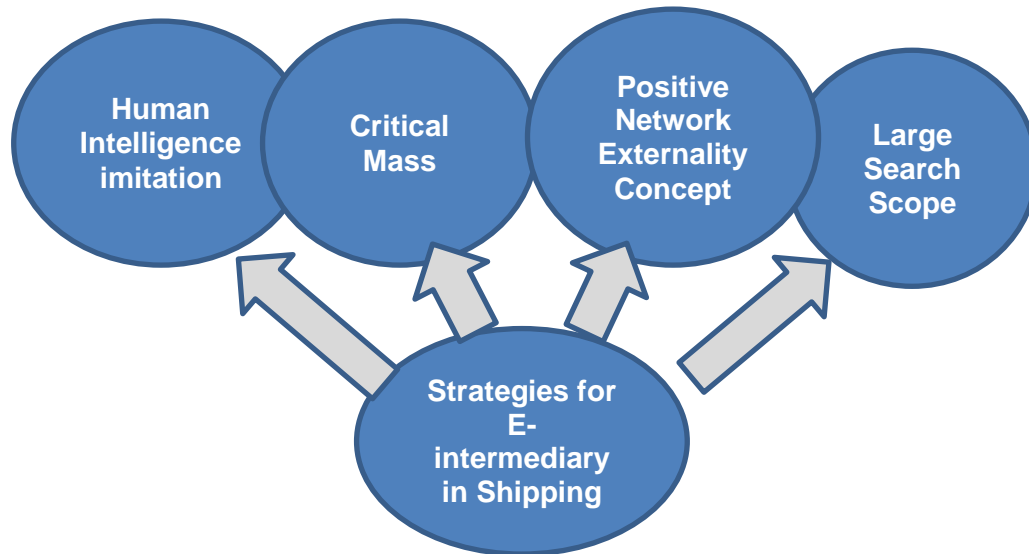 Human
Intelligence
imitation
Critical
Mass
Positive
Network
Externality
Concept
Large
Search
Scope
Strategies for
E-
intermediary
in Shipping